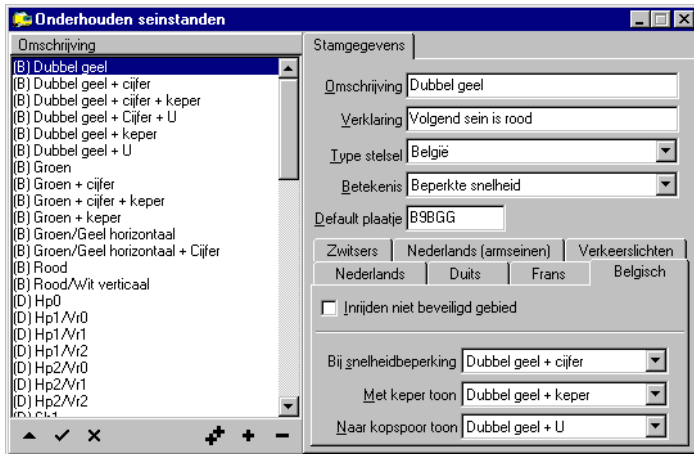 Onderhouden seinstanden
Omschrijving
(B) Dubbel geel
(B) Dubbel geel + cijfer
(B) Dubbel geel + cijfer + keper
(B) Dubbel geel + Cijfer + U
(B) Dubbel geel + keper
(B) Dubbel geel + U
(B) Groen
(B) Groen + cijfer
(B) Groen + cijfer + keper
(B) Groen + keper
(B) Groen/Geel horizontaal
(B) Groen/Geel horizontaal + Cijfer
(B) Rood
(B) Rood/Wit verticaal
(D) Hp0
(D) Hp1/Vr0
(D) Hp1/Vr1
(D) Hp1/Vr2
(D) Hp2/Vr0
(D) Hp2/Vr1
(D) Hp2/Vr2
(D) Sh1
Stamgegevens
Omschrijving Dubbel geel
Verklaring Volgend sein is rood
Type stelsel België
Betekenis Beperkte snelheid
Default plaatje B9BGG
Zwitsers Nederlands (armseinen) Verkeerslichten
Nederlands Duits Frans Belgisch
Inrijden niet beveiligd gebied
Bij snelheidbeperking Dubbel geel + cijfer
Met keper toon Dubbel geel + keper
Naar kopspoor toon Dubbel geel + U